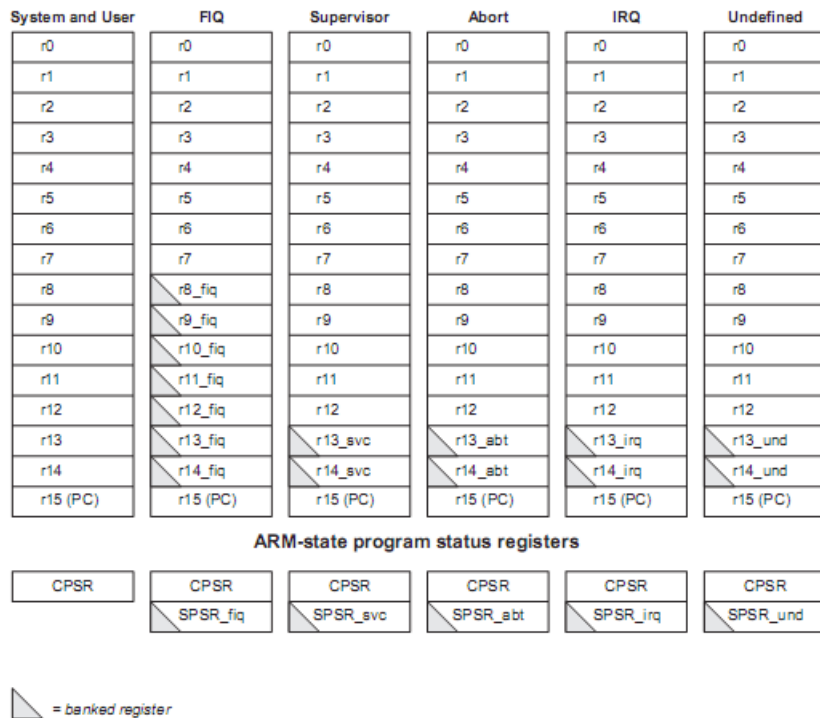 System and User FIQ Supervisor Abort IRQ Undefined
r0 r0 r0 r0 r0 r0
r1 r1 r1 r1 r1 r1
r2 r2 r2 r2 r2 r2
r3 r3 r3 r3 r3 r3
r4 r4 r4 r4 r4 r4
r5 r5 r5 r5 r5 r5
r6 r6 r6 r6 r6 r6
r7 r7 r7 r7 r7 r7
r8 r8_fiq r8 r8 r8 r8
r9 r9_fiq r9 r9 r9 r9
r10 r10_fiq r10 r10 r10 r10
r11 r11_fiq r11 r11 r11 r11
r12 r12_fiq r12 r12 r12 r12
r13 r13_fiq r13_svc r13_abt r13_irq r13_und
r14 r14_fiq r14_svc r14_abt r14_irq r14_und
r15 (PC) r15 (PC) r15 (PC) r15 (PC) r15 (PC) r15 (PC)
ARM-state program status registers
CPSR CPSR CPSR CPSR CPSR CPSR
SPSR_fiq SPSR_svc SPSR_abt SPSR_irq SPSR_und
= banked register